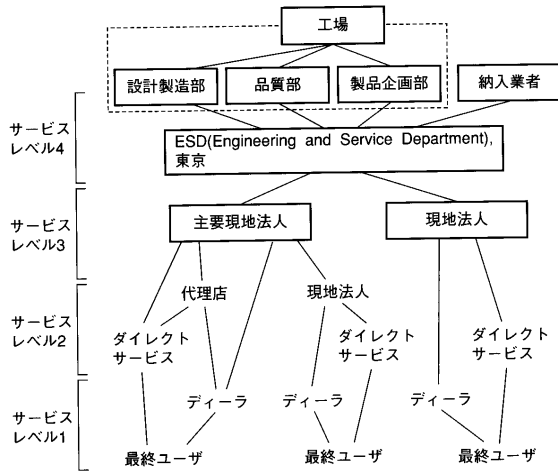 工場
設計製造部
品質部
製品企画部
納入業者
サービス
レベル4
ESD(Engineering and Service Department),
東京
サービス
レベル3
主要現地法人
現地法人
代理店
現地法人
サービス
レベル2
ダイレクト
サービス
ダイレクト
サービス
ダイレクト
サービス
ディーラ
ディーラ
ディーラ
サービス
レベル1
最終ユーザ
最終ユーザ
最終ユーザ